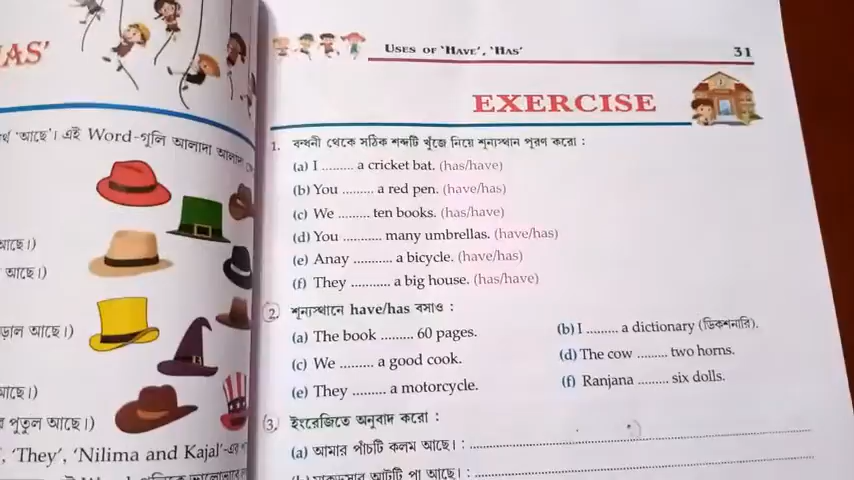 AS'
'আছে'। এই Word-গুলি আলাদা আলাদা
আছে।)
আছে।)
আছে।)
আছে।)
পুতুল আছে।)
'They', 'Nilima and Kajal'-এর
USES OF 'HAVE', 'HAS'
31
EXERCISE
1. বন্ধনী থেকে সঠিক শব্দটি খুঁজে নিয়ে শূন্যস্থান পূরণ করো :
(a) I ......... a cricket bat. (has/have)
(b) You ......... a red pen. (have/has)
(c) We ......... ten books. (has/have)
(d) You ........... many umbrellas. (have/has)
(e) Anay ........... a bicycle. (have/has)
(f) They ........... a big house. (has/have)
2. শূন্যস্থানে have/has বসাও :
(a) The book ......... 60 pages.
(b) I ......... a dictionary (ডিকশনারি).
(c) We ......... a good cook.
(d) The cow ......... two horns.
(e) They ......... a motorcycle.
(f) Ranjana ......... six dolls.
3. ইংরেজিতে অনুবাদ করো :
(a) আমার পাঁচটি কলম আছে। : ........................................
(b) মাকড়সার আটটি পা আছে। : ........................................